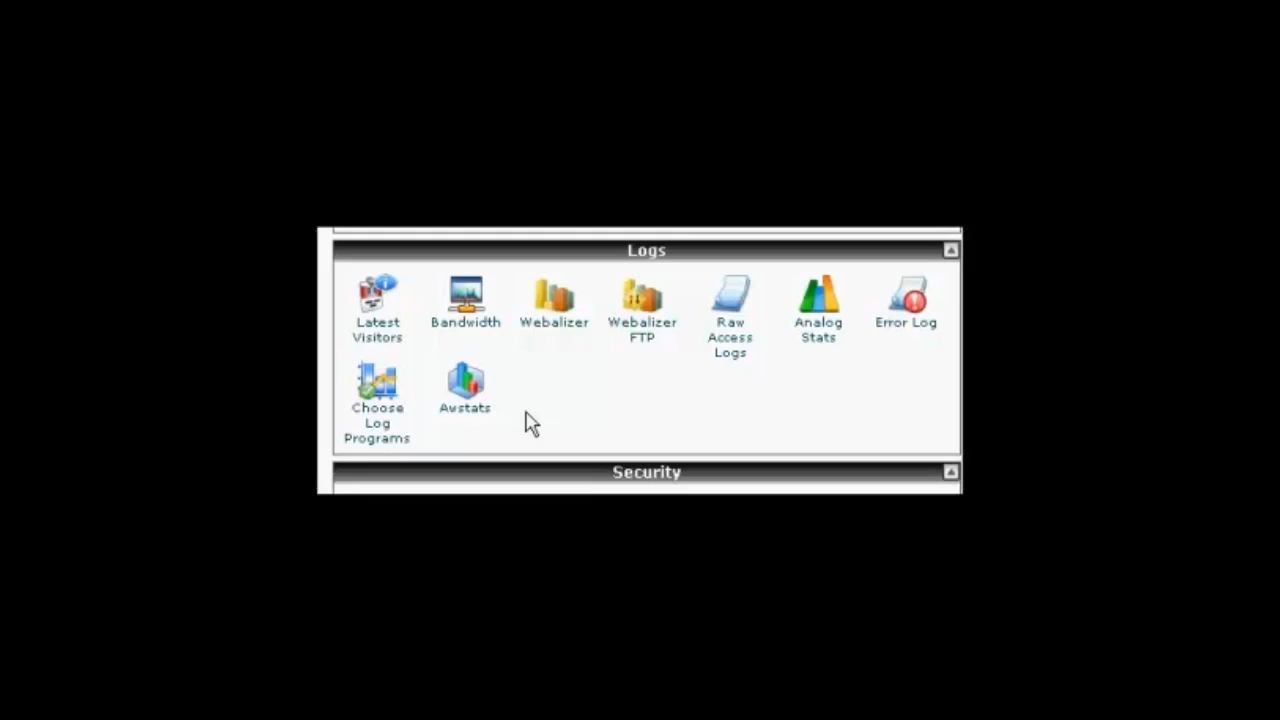 Logs
Latest
Visitors
Bandwidth
Webalizer
Webalizer
FTP
Raw
Access
Logs
Analog
Stats
Error Log
Choose
Log
Programs
Awstats
Security